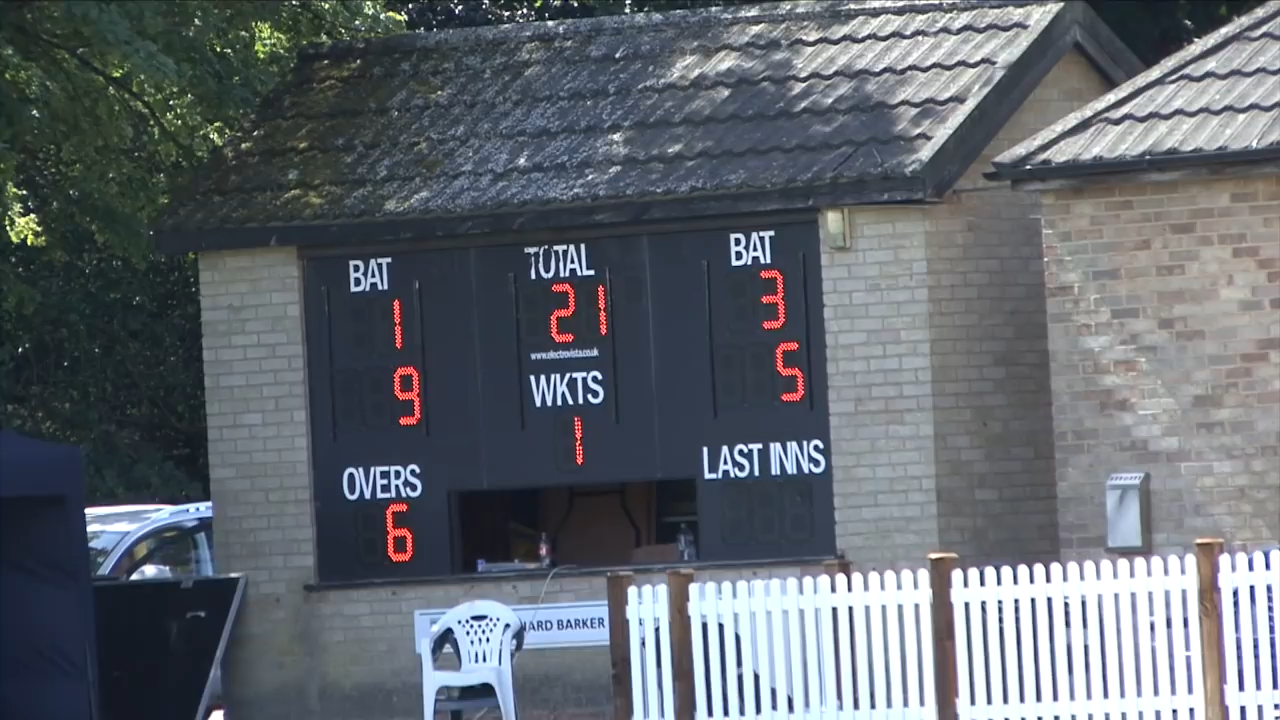 BAT TOTAL BAT
1 21 3
www.electrovista.co.uk
9 WKTS 5
1
OVERS LAST INNS
6
BARKER